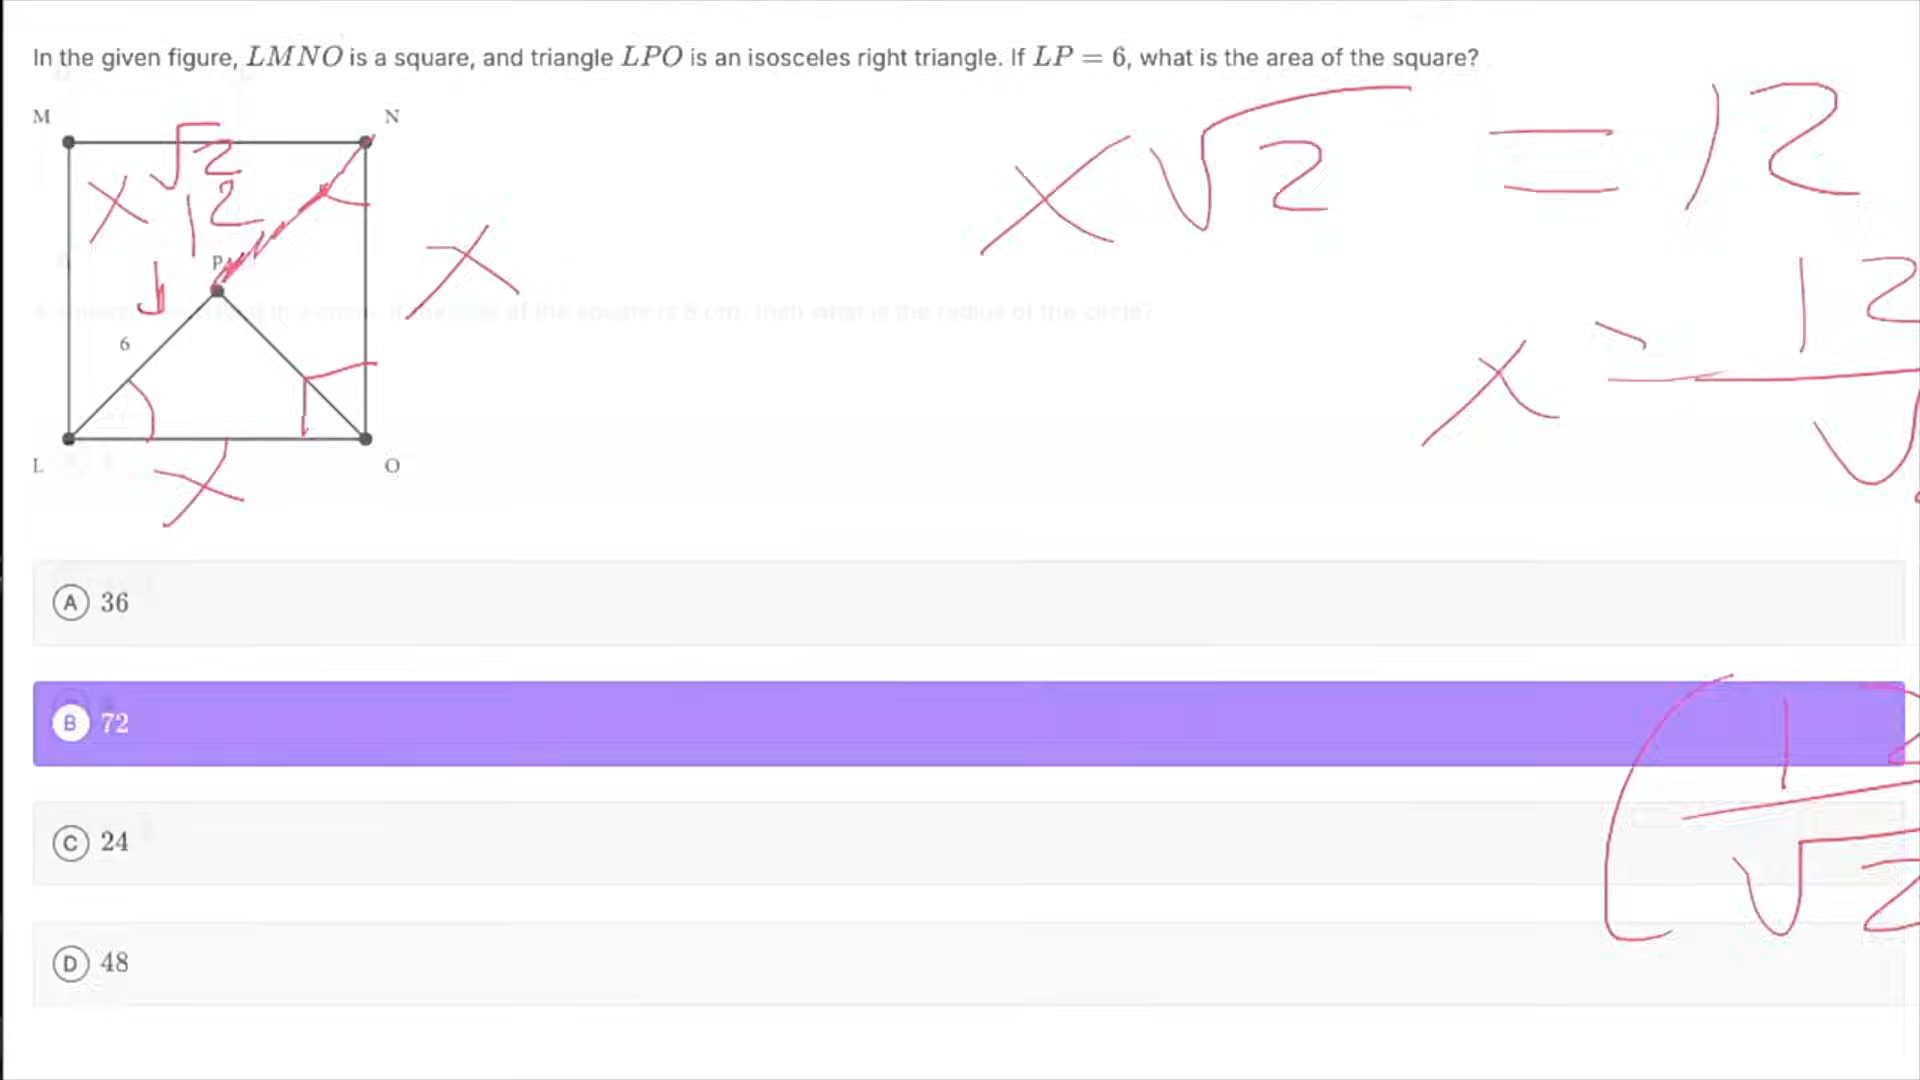 In the given figure, LMNO is a square, and triangle LPO is an isosceles right triangle. If LP = 6, what is the area of the square?
M
N
x√2
12
P
x
6
L
O
x
x√2 = 12
x = 12
√
A 36
B 72
C 24
D 48
12
√2